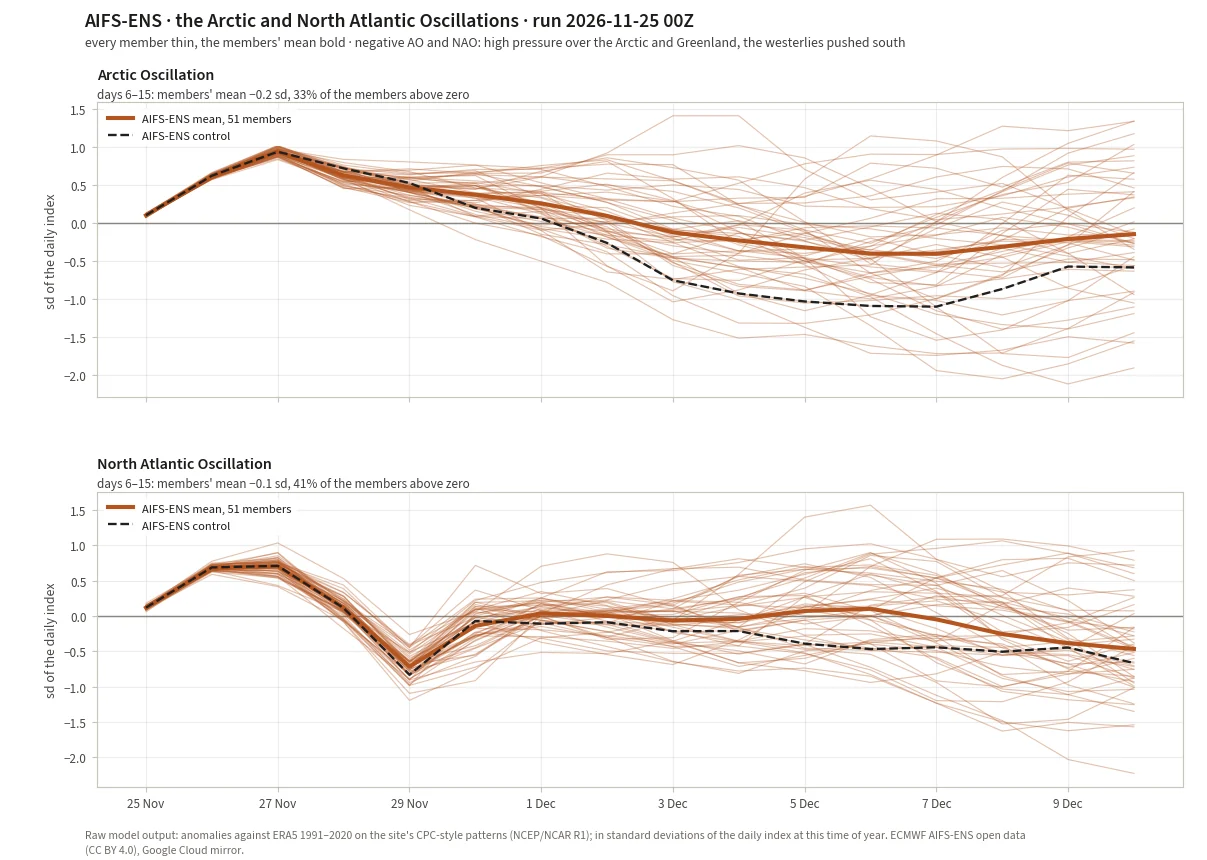 AIFS-ENS · the Arctic and North Atlantic Oscillations · run 2026-11-25 00Z
every member thin, the members' mean bold · negative AO and NAO: high pressure over the Arctic and Greenland, the westerlies pushed south
Arctic Oscillation
days 6–15: members' mean −0.2 sd, 33% of the members above zero
AIFS-ENS mean, 51 members
AIFS-ENS control
sd of the daily index
1.5
1.0
0.5
0.0
−0.5
−1.0
−1.5
−2.0
North Atlantic Oscillation
days 6–15: members' mean −0.1 sd, 41% of the members above zero
AIFS-ENS mean, 51 members
AIFS-ENS control
sd of the daily index
1.5
1.0
0.5
0.0
−0.5
−1.0
−1.5
−2.0
25 Nov
27 Nov
29 Nov
1 Dec
3 Dec
5 Dec
7 Dec
9 Dec
Raw model output: anomalies against ERA5 1991–2020 on the site's CPC-style patterns (NCEP/NCAR R1); in standard deviations of the daily index at this time of year. ECMWF AIFS-ENS open data
(CC BY 4.0), Google Cloud mirror.